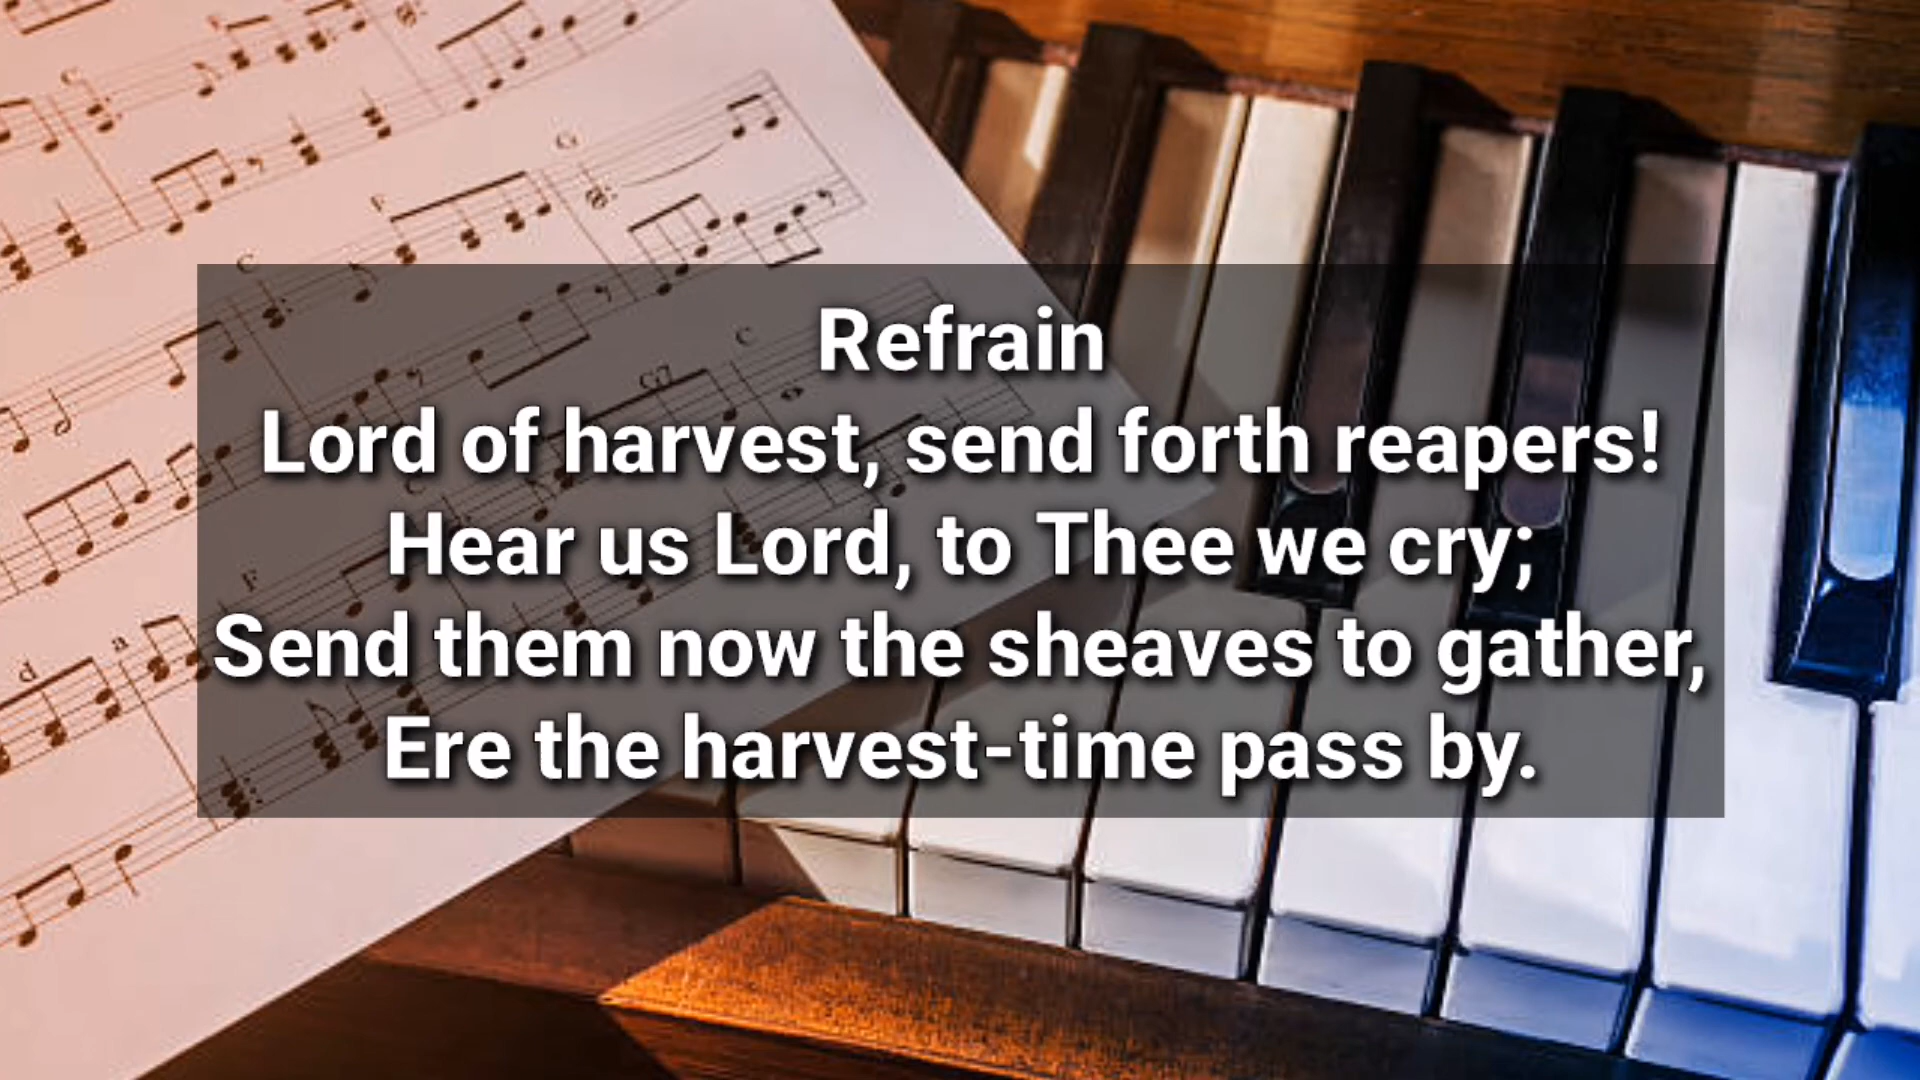 Refrain
Lord of harvest, send forth reapers!
Hear us Lord, to Thee we cry;
Send them now the sheaves to gather,
Ere the harvest-time pass by.